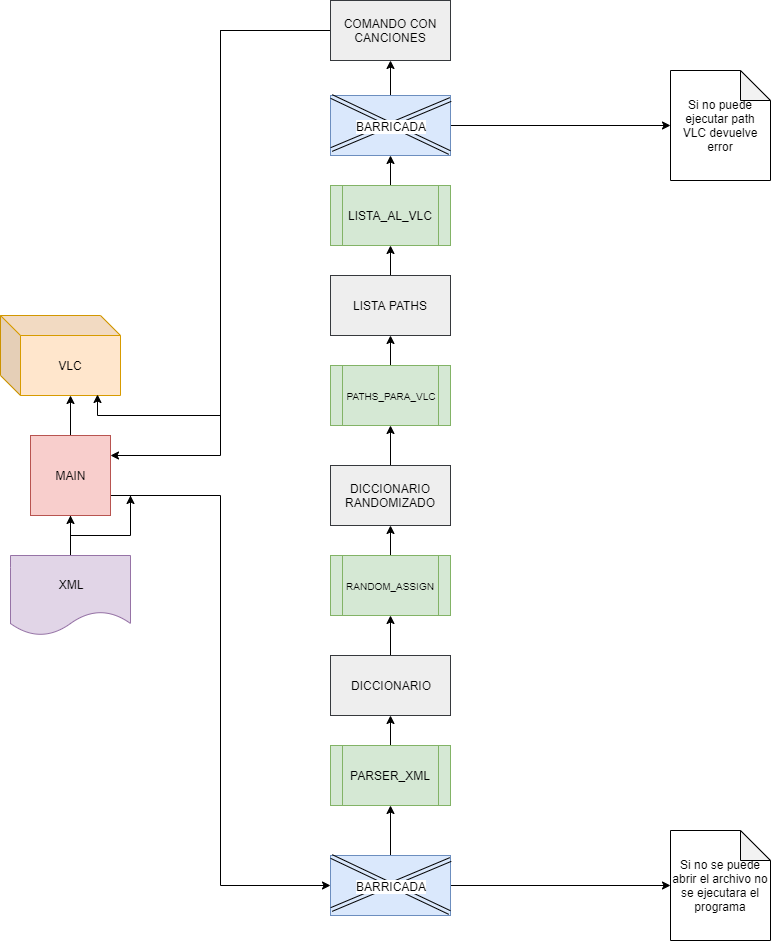 COMANDO CON
CANCIONES
BARRICADA
Si no puede
ejecutar path
VLC devuelve
error
LISTA_AL_VLC
LISTA PATHS
VLC
PATHS_PARA_VLC
MAIN
DICCIONARIO
RANDOMIZADO
XML
RANDOM_ASSIGN
DICCIONARIO
PARSER_XML
BARRICADA
Si no se puede
abrir el archivo no
se ejecutara el
programa